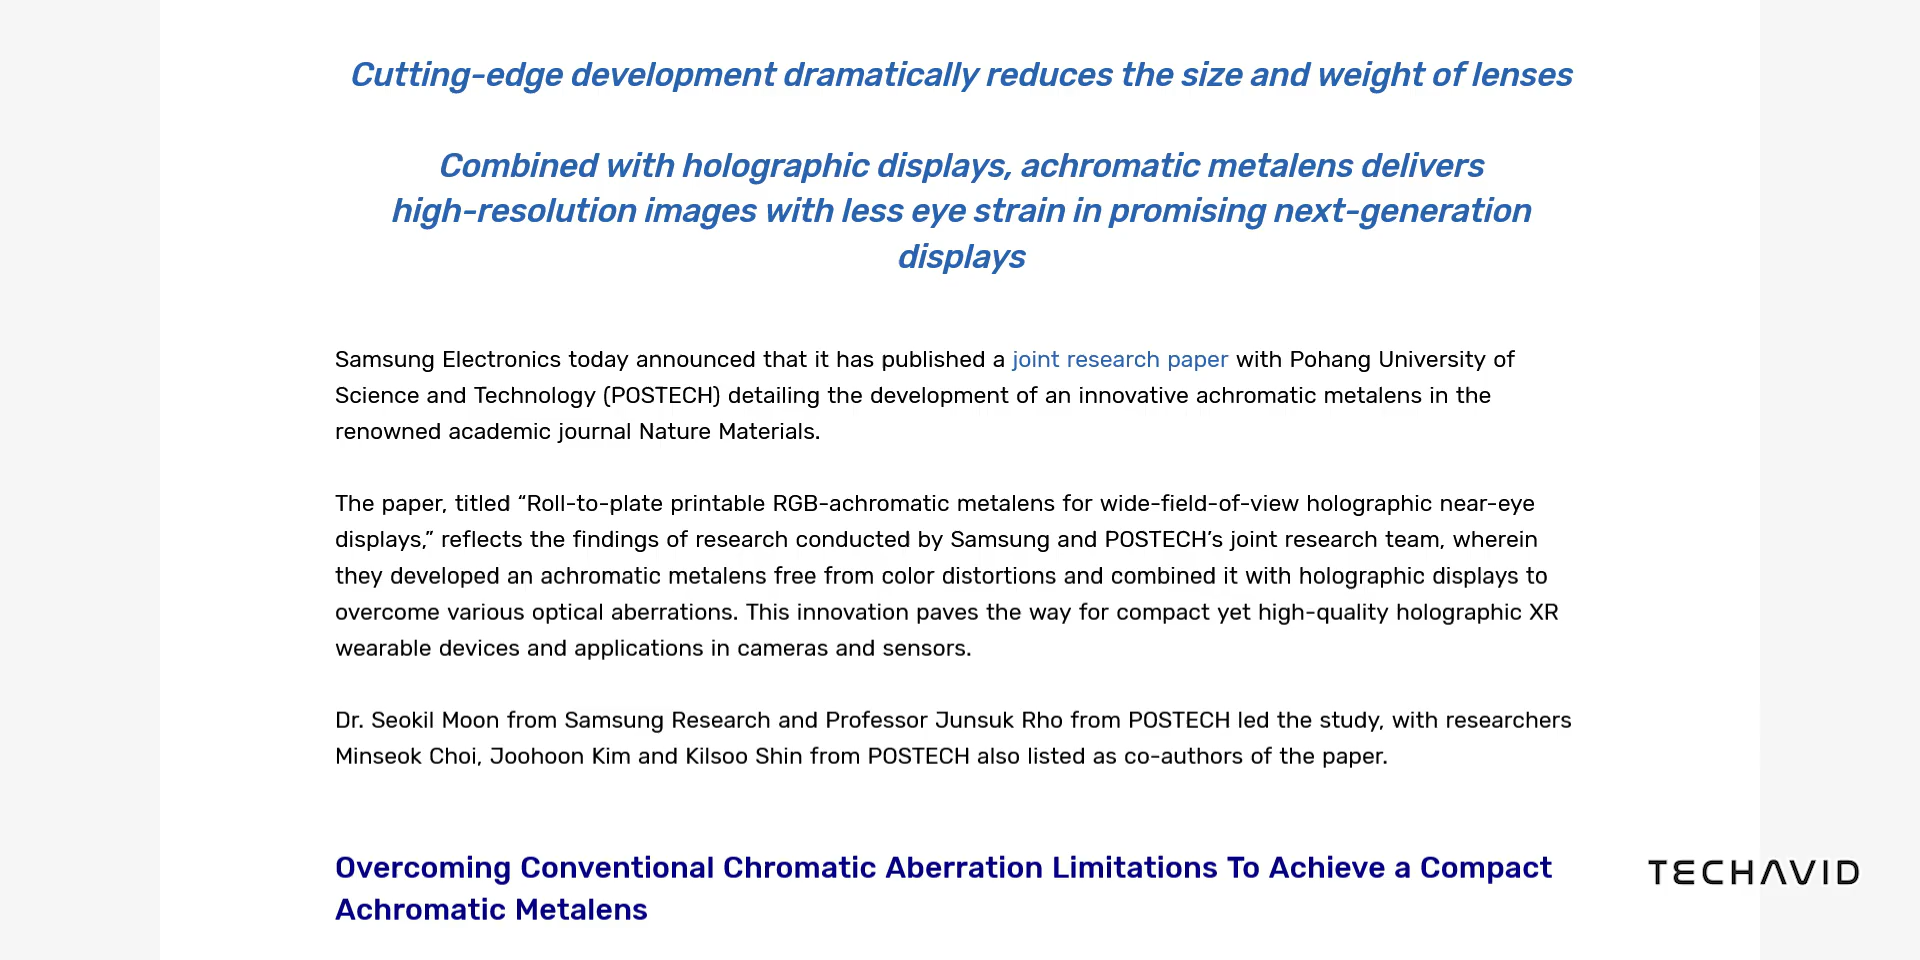 Cutting-edge development dramatically reduces the size and weight of lenses
Combined with holographic displays, achromatic metalens delivers
high-resolution images with less eye strain in promising next-generation
displays
Samsung Electronics today announced that it has published a joint research paper with Pohang University of
Science and Technology (POSTECH) detailing the development of an innovative achromatic metalens in the
renowned academic journal Nature Materials.
The paper, titled “Roll-to-plate printable RGB-achromatic metalens for wide-field-of-view holographic near-eye
displays,” reflects the findings of research conducted by Samsung and POSTECH’s joint research team, wherein
they developed an achromatic metalens free from color distortions and combined it with holographic displays to
overcome various optical aberrations. This innovation paves the way for compact yet high-quality holographic XR
wearable devices and applications in cameras and sensors.
Dr. Seokil Moon from Samsung Research and Professor Junsuk Rho from POSTECH led the study, with researchers
Minseok Choi, Joohoon Kim and Kilsoo Shin from POSTECH also listed as co-authors of the paper.
Overcoming Conventional Chromatic Aberration Limitations To Achieve a Compact
Achromatic Metalens
TECHAVID